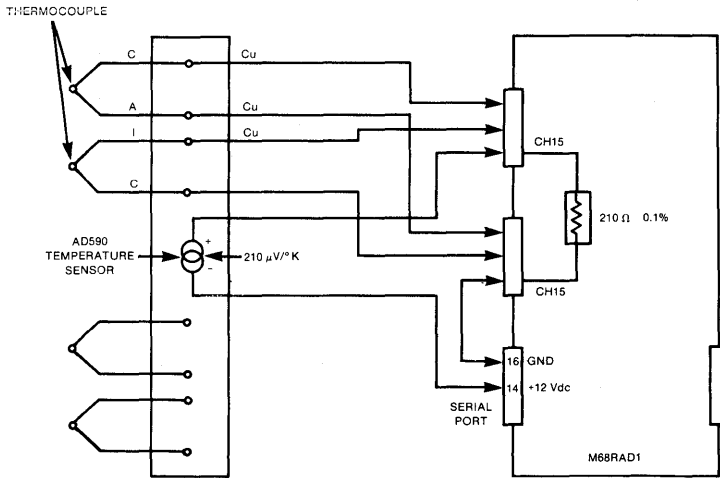 THERMOCOUPLE
C
Cu
A
Cu
I
Cu
C
CH15
210 Ω 0.1%
AD590
TEMPERATURE
SENSOR
+
−
210 μV/° K
CH15
16 GND
14 +12 Vdc
SERIAL
PORT
M68RAD1